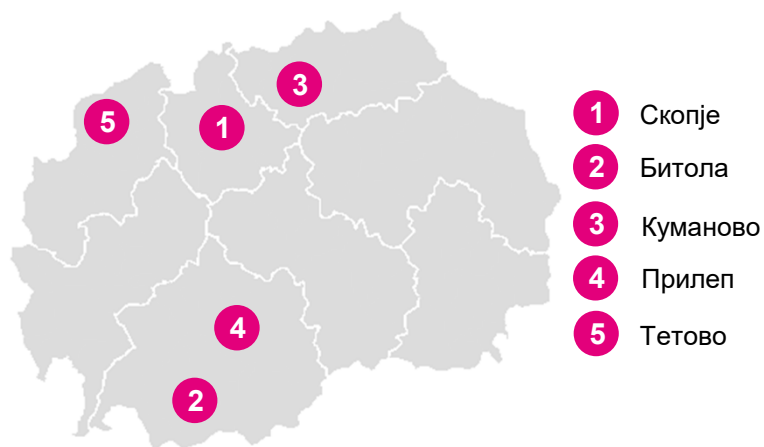 3
5
1
4
2
1 Скопје
2 Битола
3 Куманово
4 Прилеп
5 Тетово